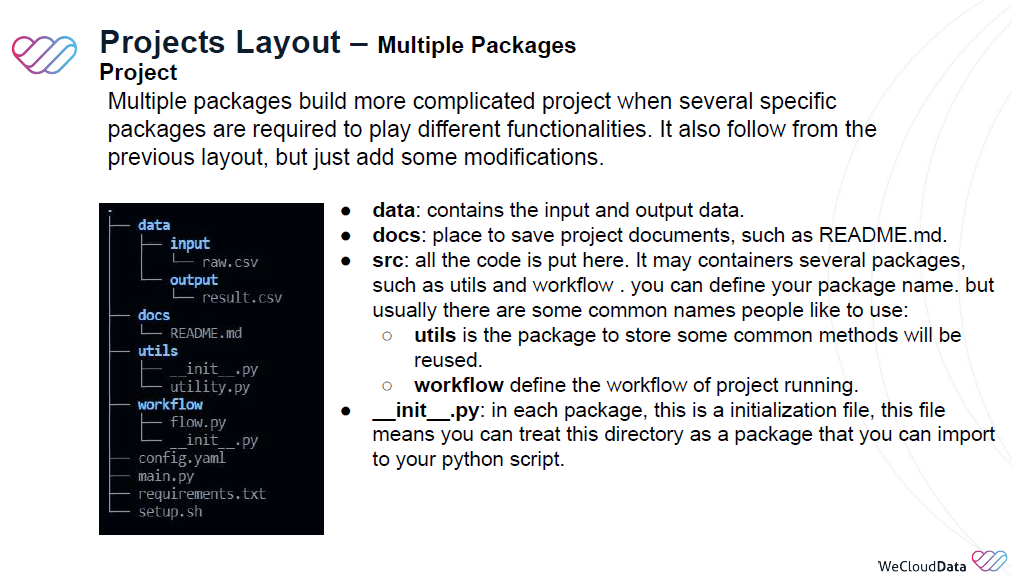 Projects Layout – Multiple Packages
Project
Multiple packages build more complicated project when several specific
packages are required to play different functionalities. It also follow from the
previous layout, but just add some modifications.
.
├── data
│   ├── input
│   │   └── raw.csv
│   └── output
│       └── result.csv
├── docs
│   └── README.md
├── utils
│   ├── __init__.py
│   └── utility.py
├── workflow
│   ├── flow.py
│   └── __init__.py
├── config.yaml
├── main.py
├── requirements.txt
└── setup.sh
● data: contains the input and output data.
● docs: place to save project documents, such as README.md.
● src: all the code is put here. It may containers several packages,
such as utils and workflow . you can define your package name. but
usually there are some common names people like to use:
○ utils is the package to store some common methods will be
reused.
○ workflow define the workflow of project running.
● __init__.py: in each package, this is a initialization file, this file
means you can treat this directory as a package that you can import
to your python script.
WeCloudData